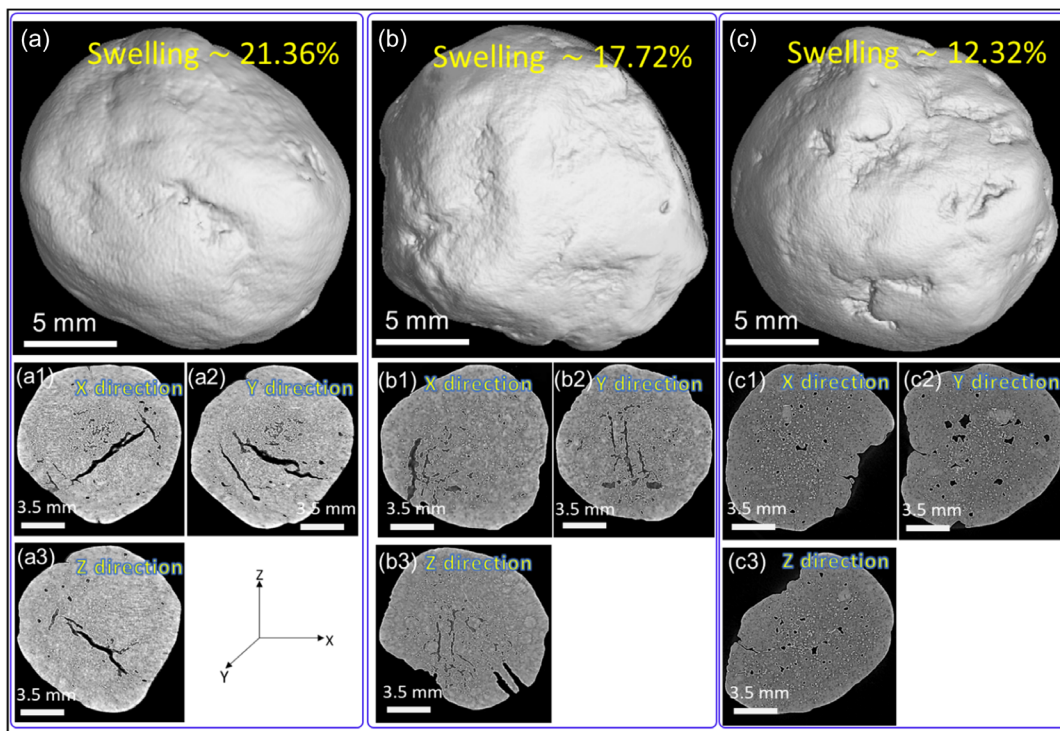 (a)
Swelling ~ 21.36%
5 mm
(b)
Swelling ~ 17.72%
5 mm
(c)
Swelling ~ 12.32%
5 mm
(a1)
X direction
3.5 mm
(a2)
Y direction
3.5 mm
(b1)
X direction
3.5 mm
(b2)
Y direction
3.5 mm
(c1)
X direction
3.5 mm
(c2)
Y direction
3.5 mm
(a3)
Z direction
3.5 mm
Z
X
Y
(b3)
Z direction
3.5 mm
(c3)
Z direction
3.5 mm